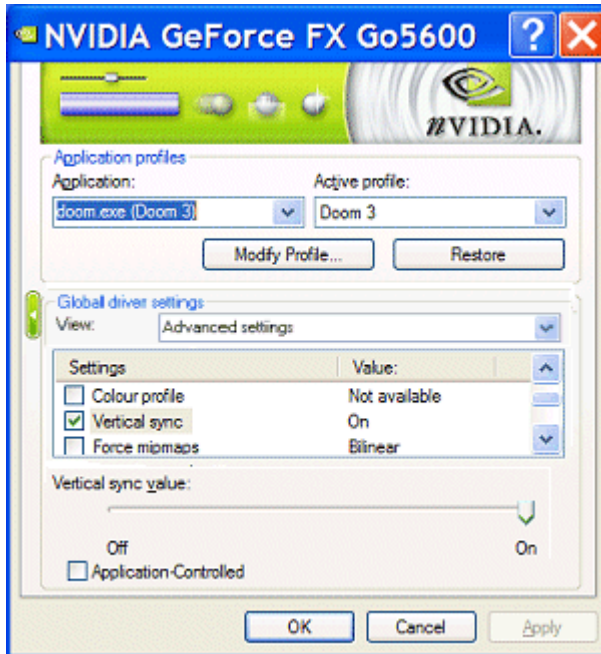 NVIDIA GeForce FX Go5600
nVIDIA.
Application profiles
Application: Active profile:
doom.exe (Doom 3) Doom 3
Modify Profile... Restore
Global driver settings
View: Advanced settings
Settings Value:
Colour profile Not available
Vertical sync On
Force mipmaps Bilinear
Vertical sync value:
Off On
Application-Controlled
OK Cancel Apply